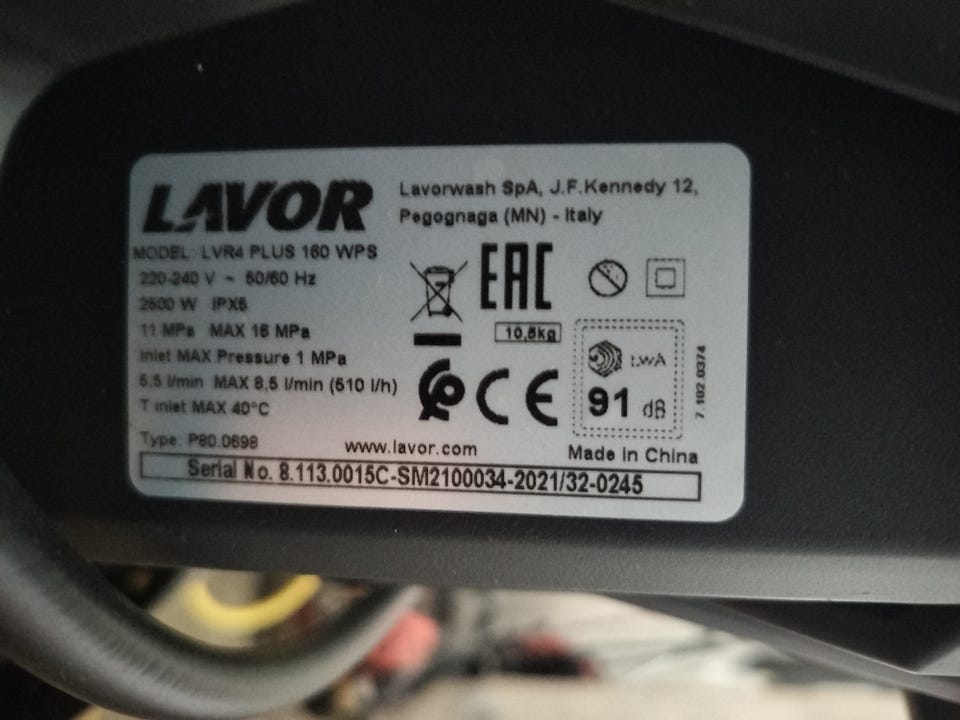 LAVOR
Lavorwash SpA, J.F.Kennedy 12,
Pegognaga (MN) - Italy
MODEL: LVR4 PLUS 160 WPS
220-240 V ~ 50/60 Hz
2500 W IPX5
11 MPa MAX 16 MPa
Inlet MAX Pressure 1 MPa
5,5 l/min MAX 8,5 l/min (510 l/h)
T inlet MAX 40°C
Type: P80.0698
EAC
10,5kg
CE
LWA
91 dB
7.102.0374
www.lavor.com
Made in China
Serial No. 8.113.0015C-SM2100034-2021/32-0245